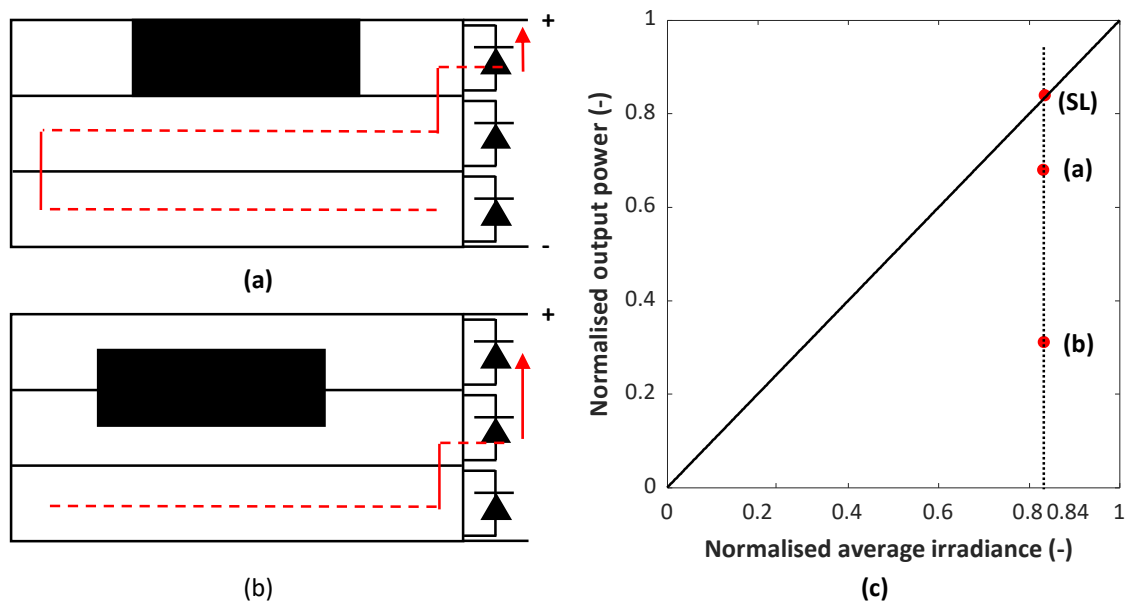 +
-
(a)
+
(b)
Normalised output power (-)
1
0.8
0.6
0.4
0.2
0
(SL)
(a)
(b)
0 0.2 0.4 0.6 0.8 0.84 1
Normalised average irradiance (-)
(c)